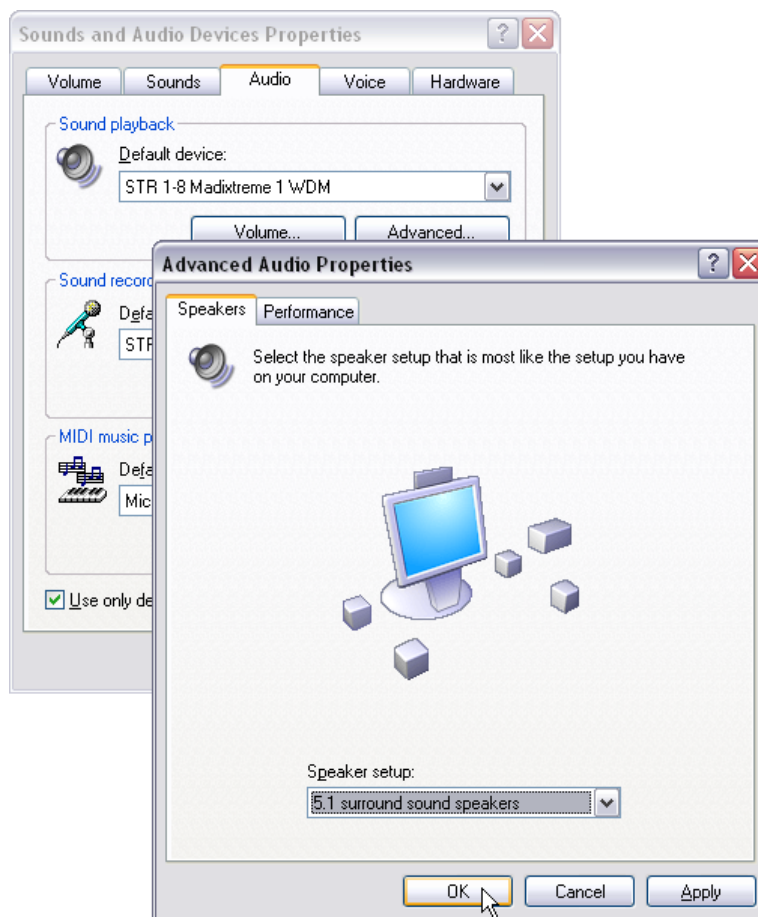 Sounds and Audio Devices Properties
Volume Sounds Audio Voice Hardware
Sound playback
Default device:
STR 1-8 Madixtreme 1 WDM
Volume... Advanced...
Advanced Audio Properties
Sound recor
Speakers Performance
Defa
STR
Select the speaker setup that is most like the setup you have
on your computer.
MIDI music p
Defa
Mic
Use only de
Speaker setup:
5.1 surround sound speakers
OK Cancel Apply